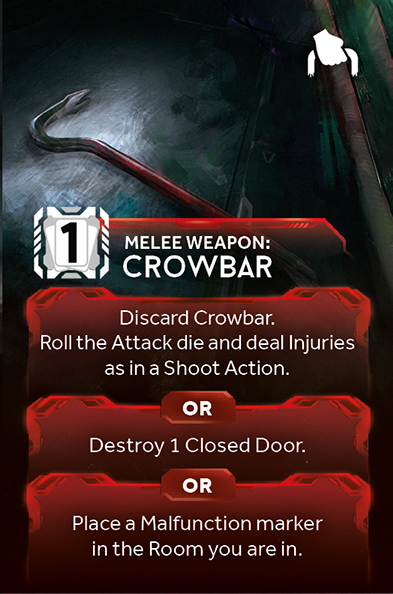 1
MELEE WEAPON:
CROWBAR
Discard Crowbar.
Roll the Attack die and deal Injuries
as in a Shoot Action.
OR
Destroy 1 Closed Door.
OR
Place a Malfunction marker
in the Room you are in.